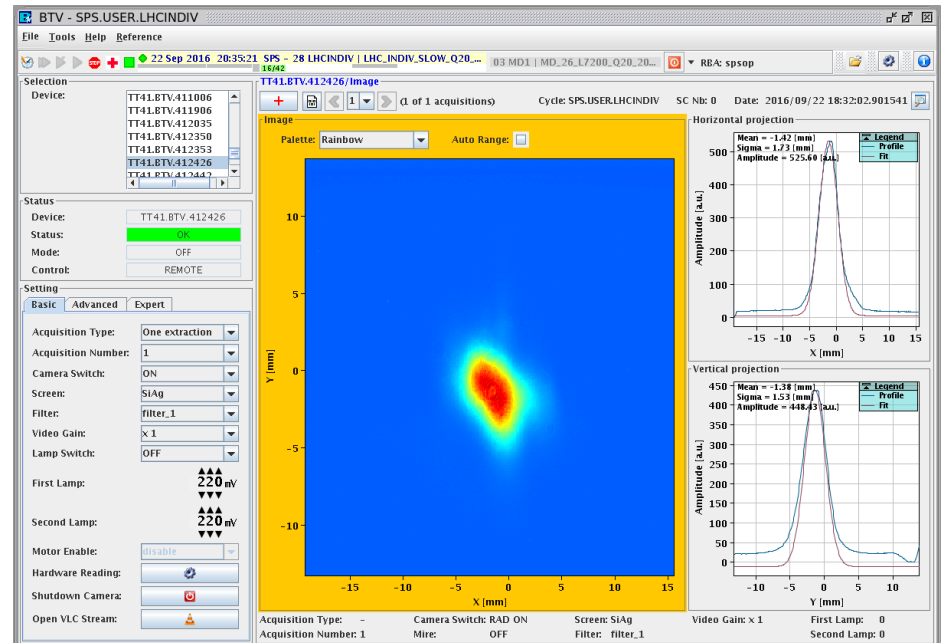 BTV - SPS.USER.LHCINDIV
File Tools Help Reference
STOP
22 Sep 2016 20:35:21 SPS - 28 LHCINDIV | LHC_INDIV_SLOW_Q20_... 03 MD1 | MD_26_L7200_Q20_20... RBA: spsop
16/42
Selection
Device:
TT41.BTV.411006
TT41.BTV.411906
TT41.BTV.412035
TT41.BTV.412350
TT41.BTV.412353
TT41.BTV.412426
TT41.BTV.412442
Status
Device: TT41.BTV.412426
Status: OK
Mode: OFF
Control: REMOTE
Setting
Basic Advanced Expert
Acquisition Type: One extraction
Acquisition Number: 1
Camera Switch: ON
Screen: SiAg
Filter: filter_1
Video Gain: x 1
Lamp Switch: OFF
First Lamp: 220 mV
Second Lamp: 220 mV
Motor Enable: disable
Hardware Reading:
Shutdown Camera:
Open VLC Stream:
TT41.BTV.412426/Image
1 (1 of 1 acquisitions) Cycle: SPS.USER.LHCINDIV SC Nb: 0 Date: 2016/09/22 18:32:02.901541
Image
Palette: Rainbow Auto Range:
10
5
0
-5
-10
Y [mm]
-15 -10 -5 0 5 10 15
X [mm]
Horizontal projection
Mean = -1.42 [mm]
Sigma = 1.73 [mm]
Amplitude = 525.60 [a.u.]
Legend
Profile
Fit
500
400
300
200
100
0
Amplitude [a.u.]
-15 -10 -5 0 5 10 15
X [mm]
Vertical projection
Mean = -1.38 [mm]
Sigma = 1.53 [mm]
Amplitude = 448.43 [a.u.]
Legend
Profile
Fit
450
400
350
300
250
200
150
100
50
0
Amplitude [a.u.]
-10 -5 0 5 10
Y [mm]
Acquisition Type: - Camera Switch: RAD ON Screen: SiAg Video Gain: x 1 First Lamp: 0
Acquisition Number: 1 Mire: OFF Filter: filter_1 Second Lamp: 0